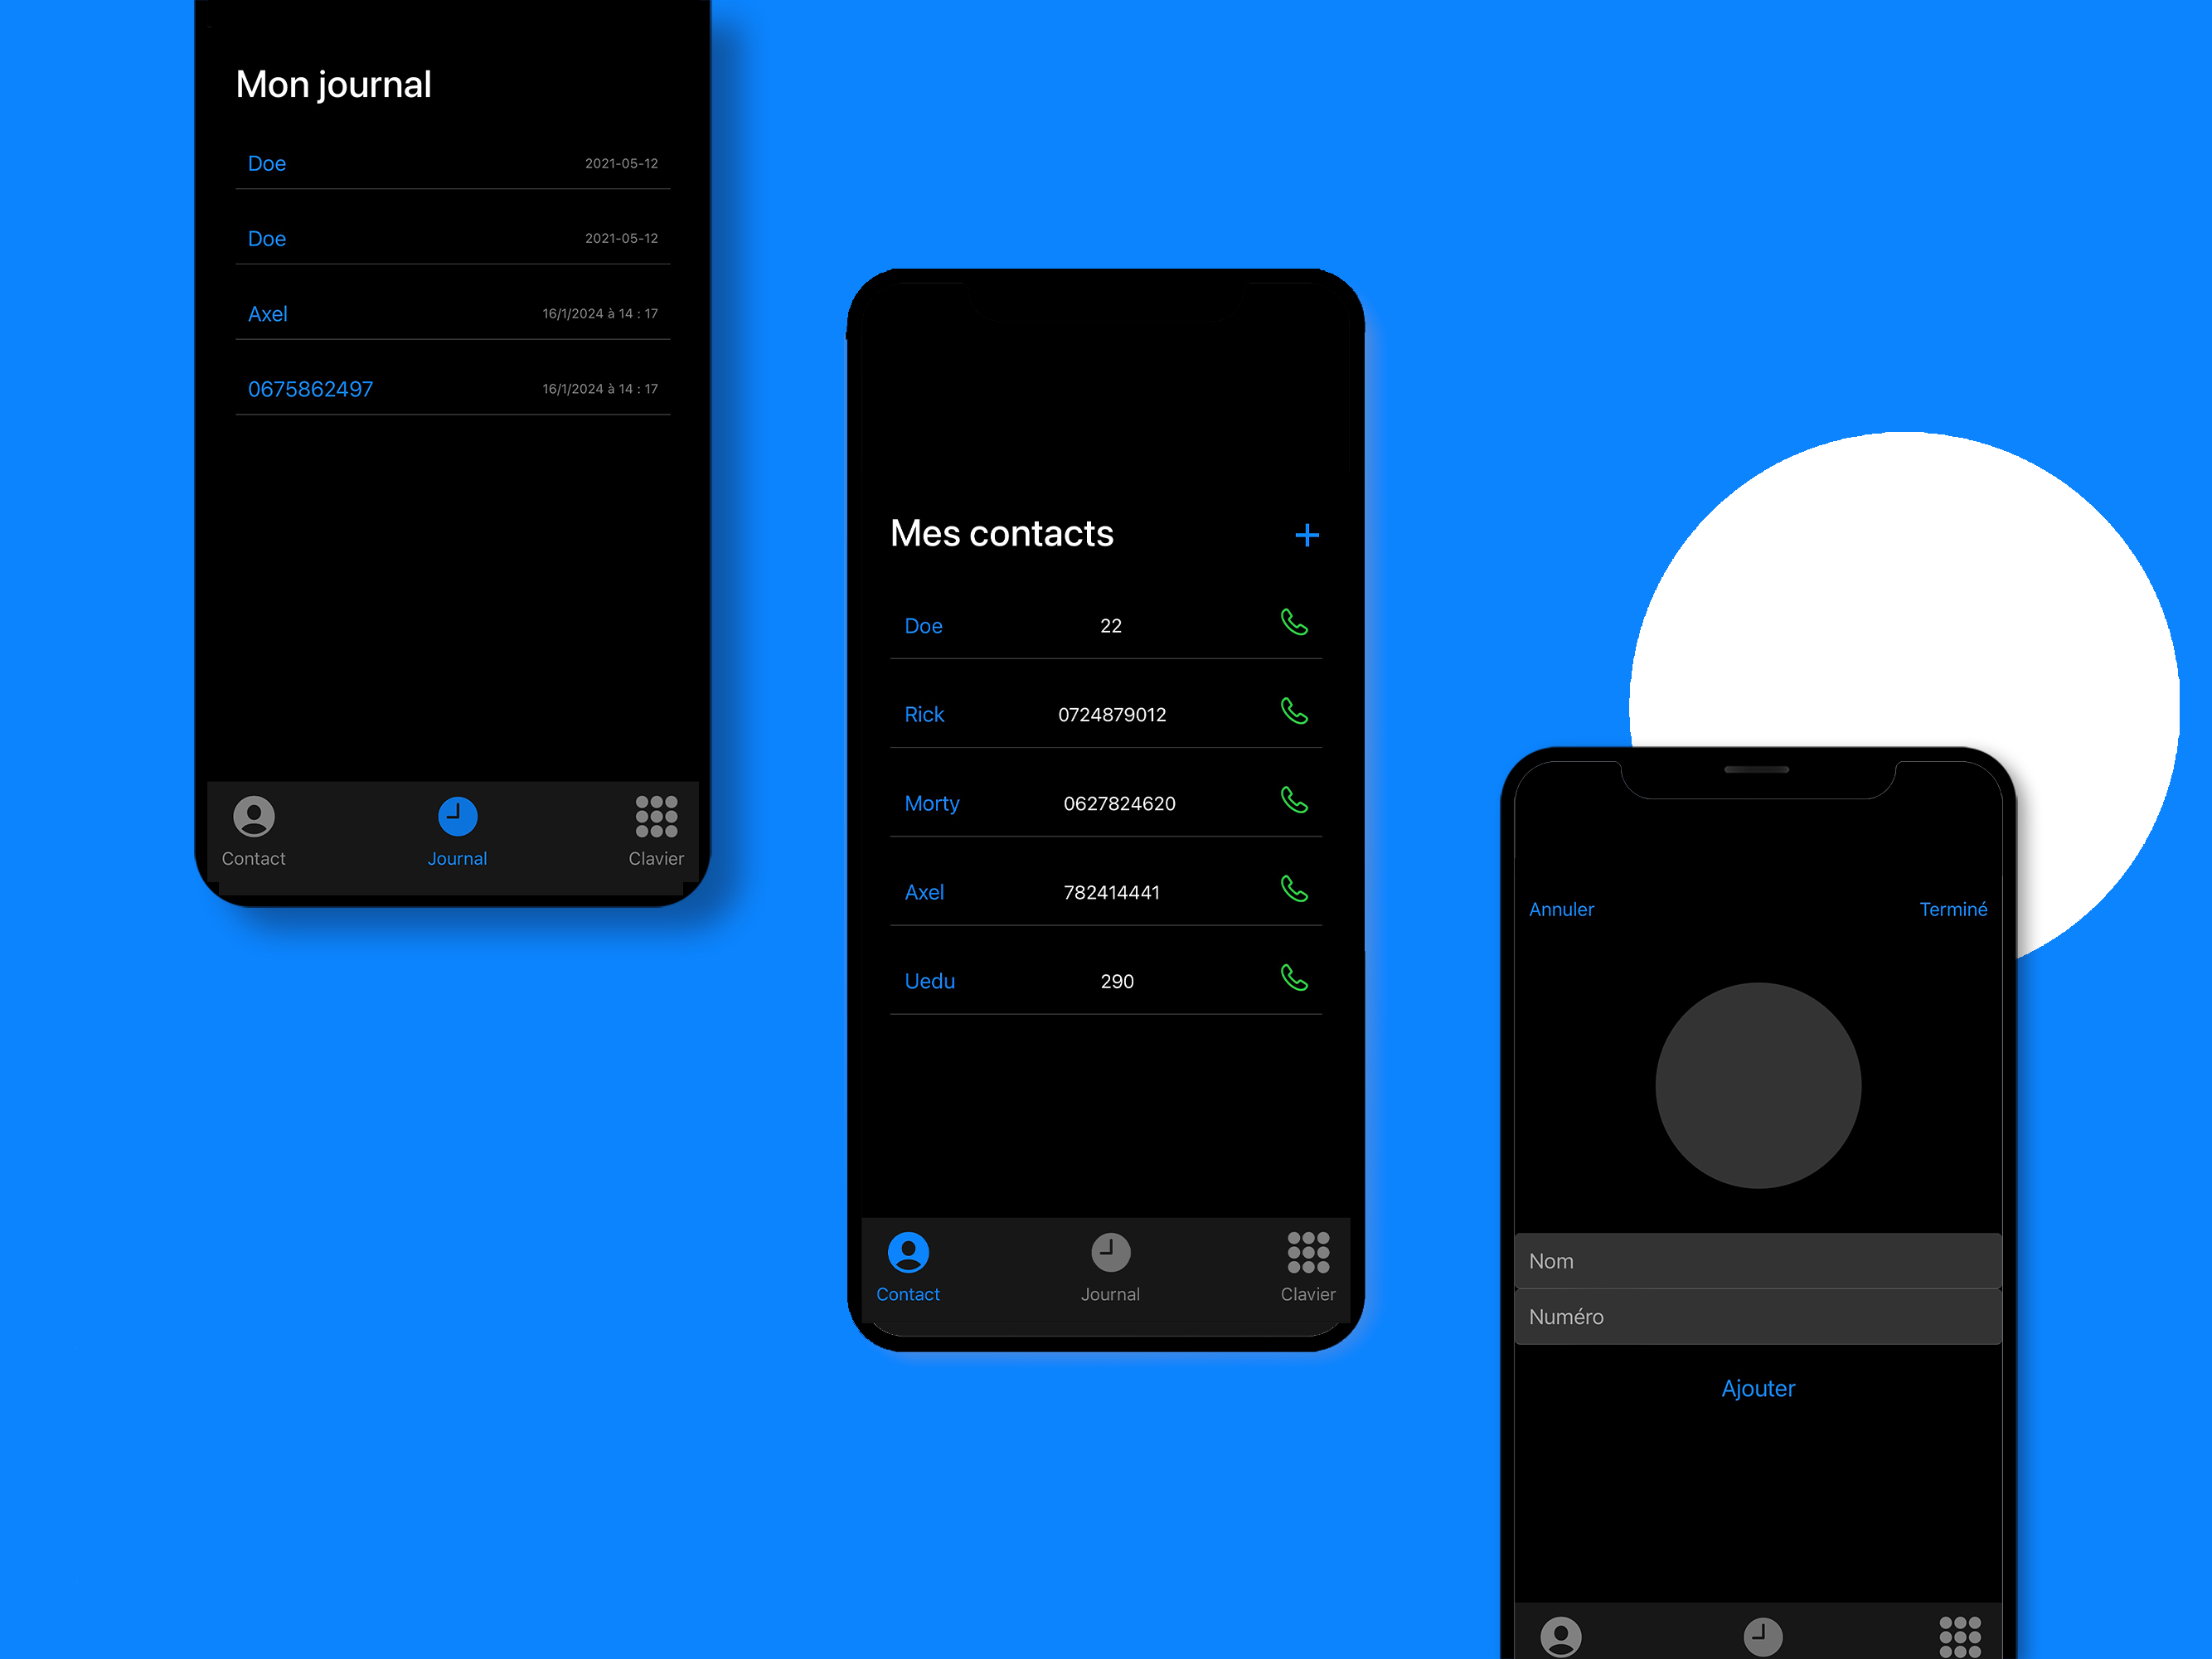 Mon journal
Doe 2021-05-12
Doe 2021-05-12
Axel 16/1/2024 à 14 : 17
0675862497 16/1/2024 à 14 : 17
Contact Journal Clavier
Mes contacts +
Doe 22
Rick 0724879012
Morty 0627824620
Axel 782414441
Uedu 290
Contact Journal Clavier
Annuler Terminé
Nom
Numéro
Ajouter